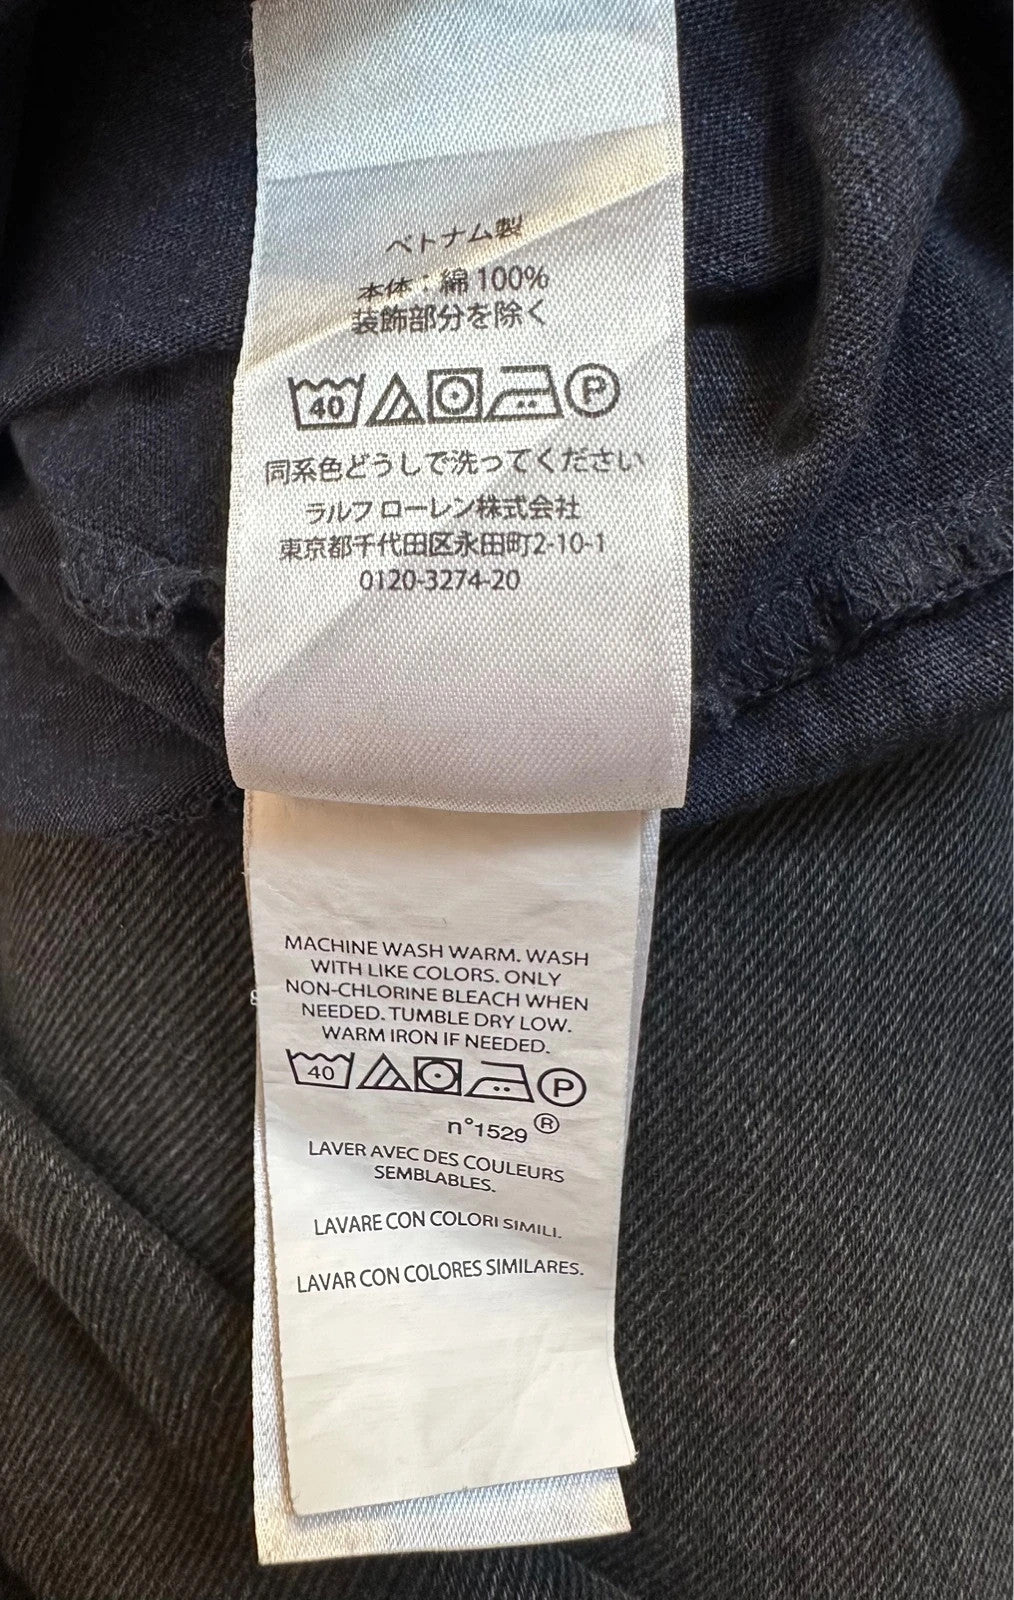 ベトナム製
本体：綿 100%
装飾部分を除く
40 P
同系色どうしで洗ってください
ラルフ ローレン株式会社
東京都千代田区永田町2-10-1
0120-3274-20
MACHINE WASH WARM. WASH
WITH LIKE COLORS. ONLY
NON-CHLORINE BLEACH WHEN
NEEDED. TUMBLE DRY LOW.
WARM IRON IF NEEDED.
40 P
n°1529 ®
LAVER AVEC DES COULEURS
SEMBLABLES.
LAVARE CON COLORI SIMILI.
LAVAR CON COLORES SIMILARES.